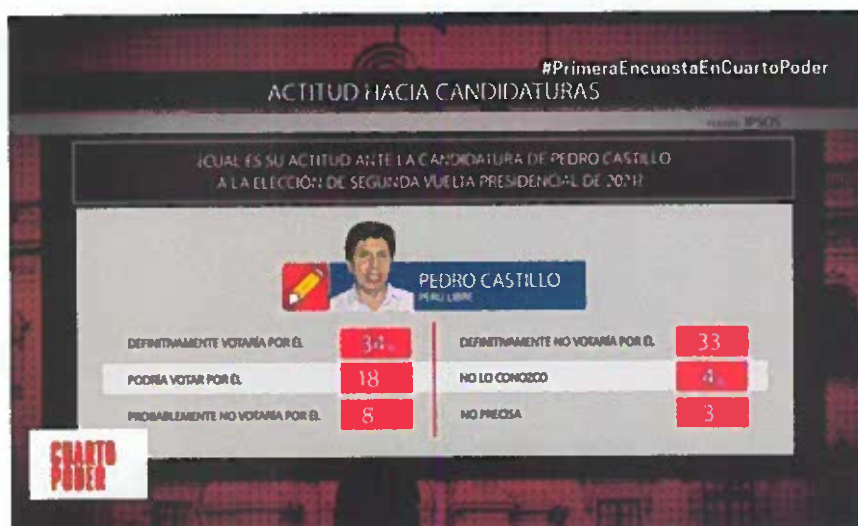 #PrimeraEncuestaEnCuartoPoder
ACTITUD HACIA CANDIDATURAS
IPSOS
¿CUÁL ES SU ACTITUD ANTE LA CANDIDATURA DE PEDRO CASTILLO
A LA ELECCIÓN DE SEGUNDA VUELTA PRESIDENCIAL DE 2021?
PEDRO CASTILLO
PERÚ LIBRE
DEFINITIVAMENTE VOTARÍA POR ÉL 34
PODRÍA VOTAR POR ÉL 18
PROBABLEMENTE NO VOTARÍA POR ÉL 8
DEFINITIVAMENTE NO VOTARÍA POR ÉL 33
NO LO CONOZCO 4
NO PRECISA 3
CUARTO
PODER